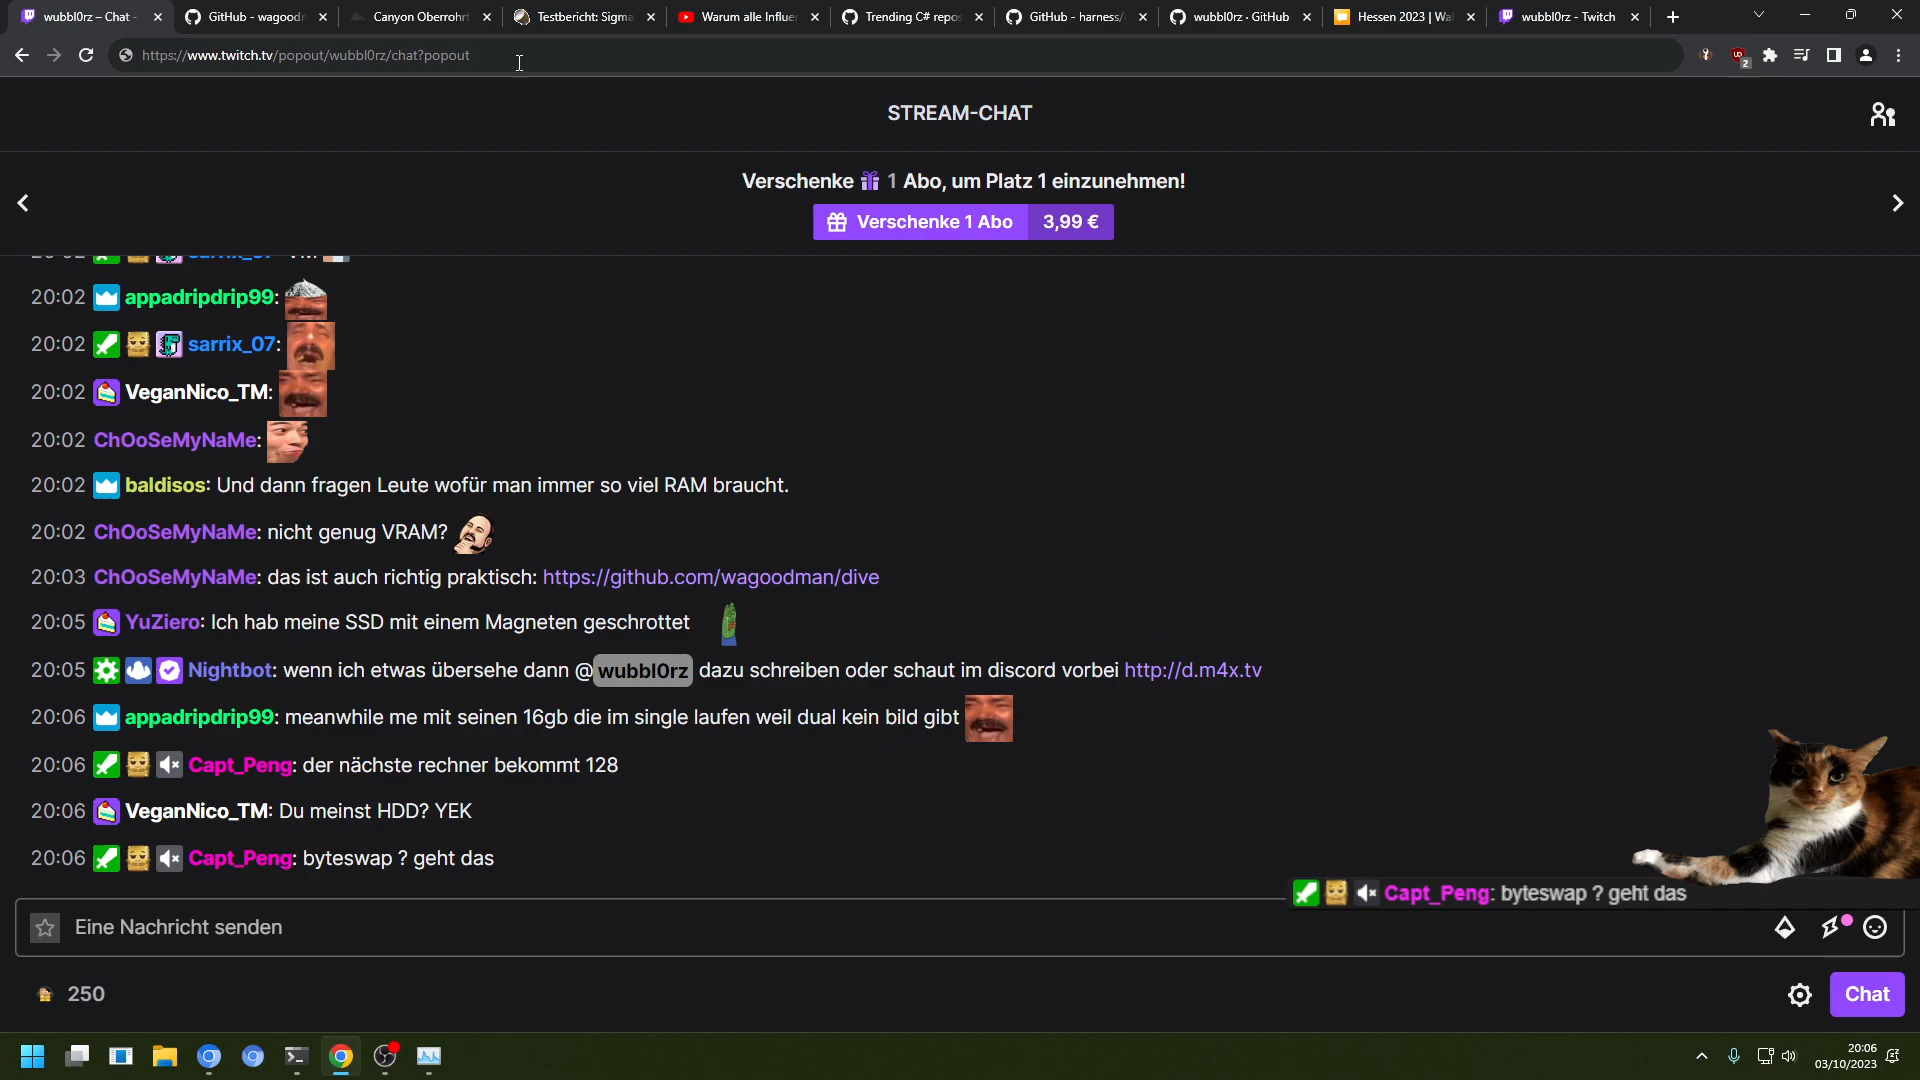 wubbl0rz – Chat -
GitHub - wagoodm
Canyon Oberrohrt
Testbericht: Sigma
Warum alle Influe
Trending C# repos
GitHub - harness/
wubbl0rz · GitHub
Hessen 2023 | Wa
wubbl0rz - Twitch
https://www.twitch.tv/popout/wubbl0rz/chat?popout
2
STREAM-CHAT
Verschenke 1 Abo, um Platz 1 einzunehmen!
Verschenke 1 Abo 3,99 €
20:02 appadripdrip99:
20:02 sarrix_07:
20:02 VeganNico_TM:
20:02 ChOoSeMyNaMe:
20:02 baldisos: Und dann fragen Leute wofür man immer so viel RAM braucht.
20:02 ChOoSeMyNaMe: nicht genug VRAM?
20:03 ChOoSeMyNaMe: das ist auch richtig praktisch: https://github.com/wagoodman/dive
20:05 YuZiero: Ich hab meine SSD mit einem Magneten geschrottet
20:05 Nightbot: wenn ich etwas übersehe dann @wubbl0rz dazu schreiben oder schaut im discord vorbei http://d.m4x.tv
20:06 appadripdrip99: meanwhile me mit seinen 16gb die im single laufen weil dual kein bild gibt
20:06 Capt_Peng: der nächste rechner bekommt 128
20:06 VeganNico_TM: Du meinst HDD? YEK
20:06 Capt_Peng: byteswap ? geht das
Capt_Peng: byteswap ? geht das
Eine Nachricht senden
250
Chat
20:06
03/10/2023